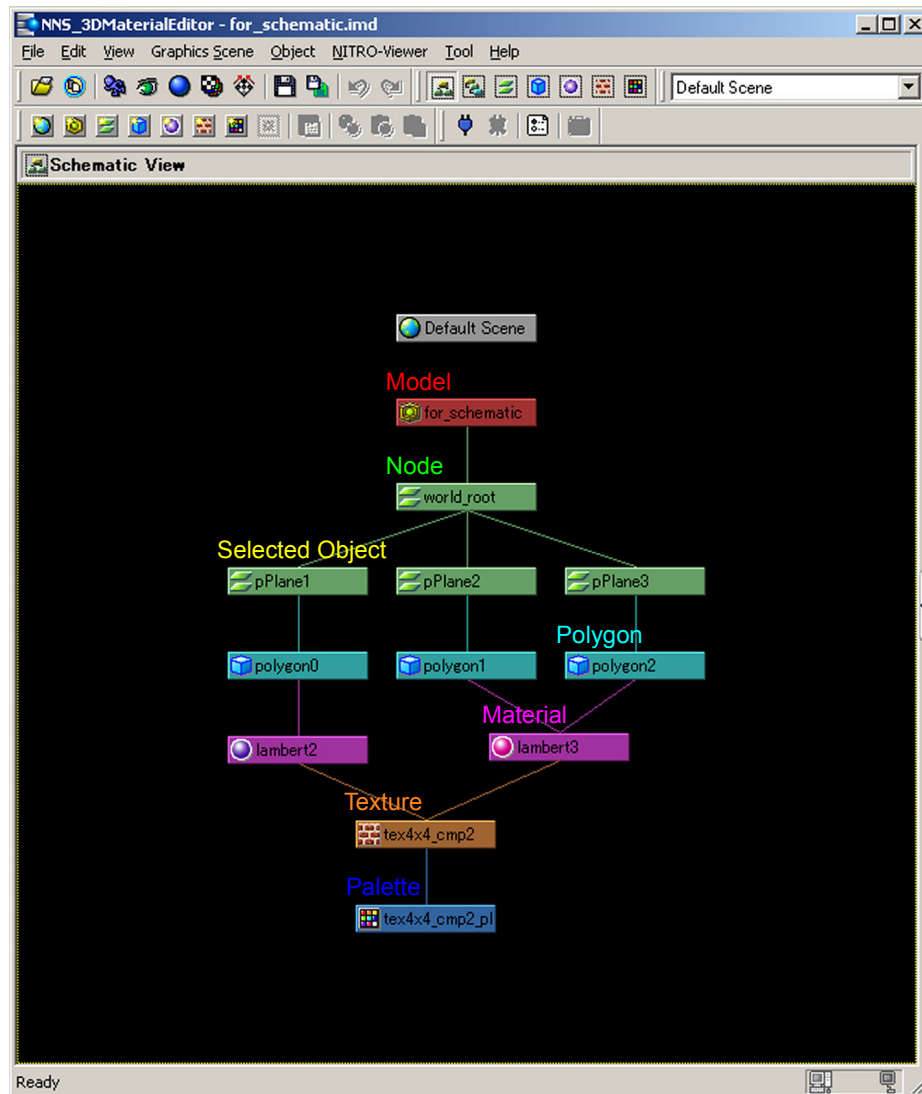 NNS_3DMaterialEditor - for_schematic.imd
File Edit View Graphics Scene Object NITRO-Viewer Tool Help
Default Scene
Schematic View
Default Scene
Model
for_schematic
Node
world_root
Selected Object
pPlane1 pPlane2 pPlane3
Polygon
polygon0 polygon1 polygon2
Material
lambert2 lambert3
Texture
tex4x4_cmp2
Palette
tex4x4_cmp2_pl
Ready